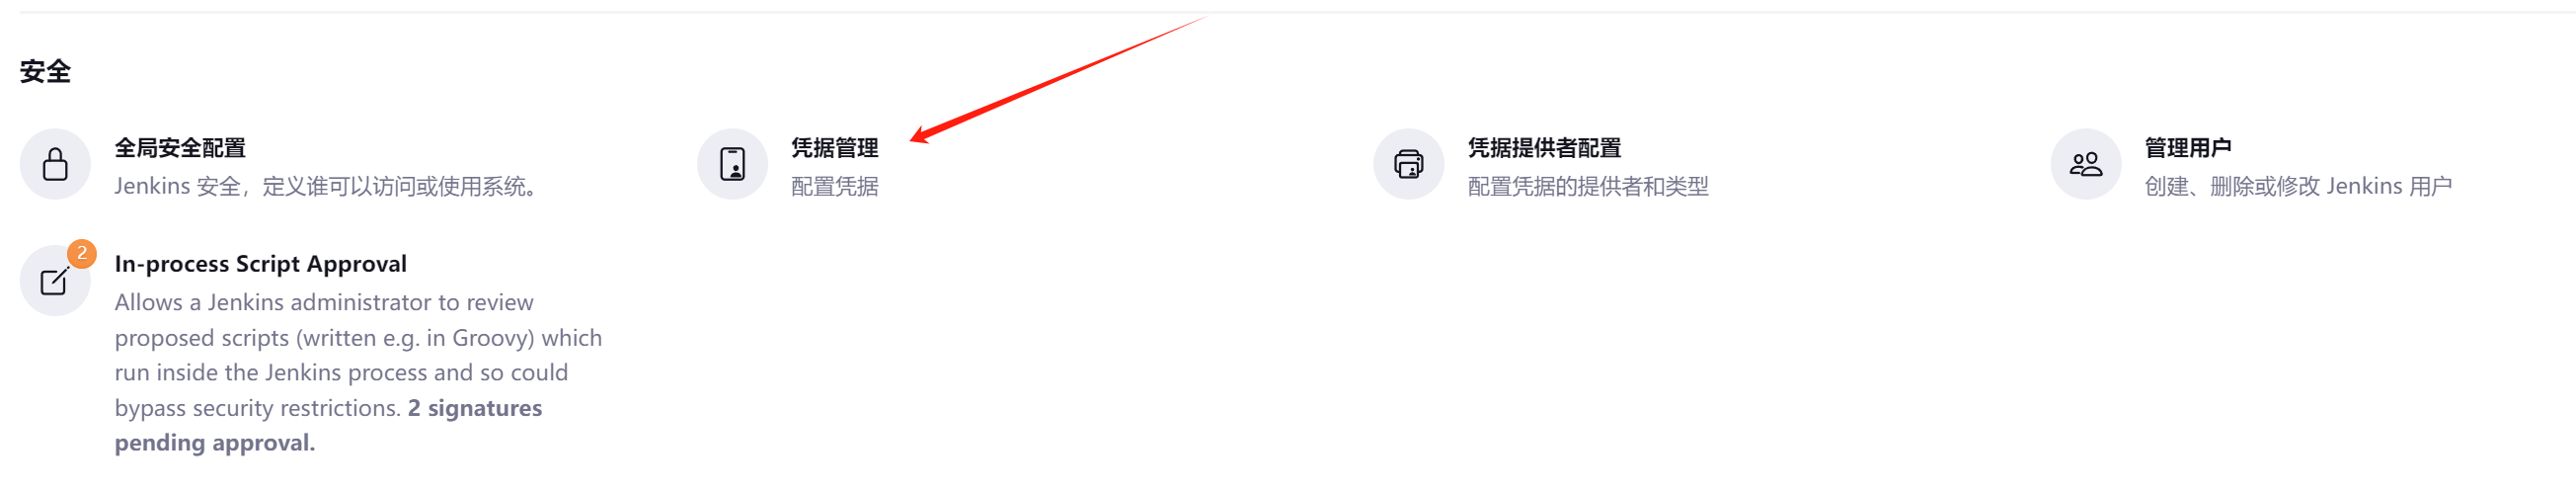 安全
全局安全配置
Jenkins 安全，定义谁可以访问或使用系统。
凭据管理
配置凭据
凭据提供者配置
配置凭据的提供者和类型
管理用户
创建、删除或修改 Jenkins 用户
2
In-process Script Approval
Allows a Jenkins administrator to review
proposed scripts (written e.g. in Groovy) which
run inside the Jenkins process and so could
bypass security restrictions. 2 signatures
pending approval.